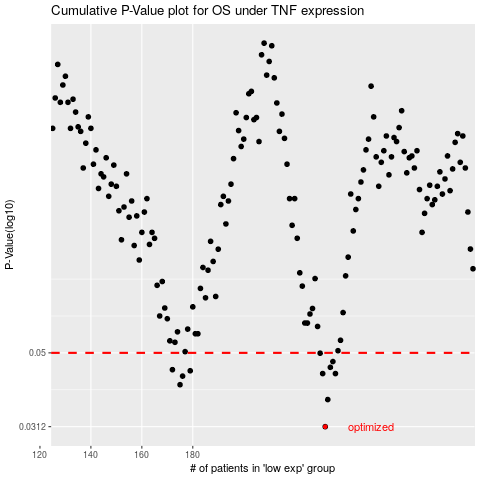 Cumulative P-Value plot for OS under TNF expression
P-Value(log10)
0.05
0.0312
optimized
120 140 160 180
# of patients in 'low exp' group